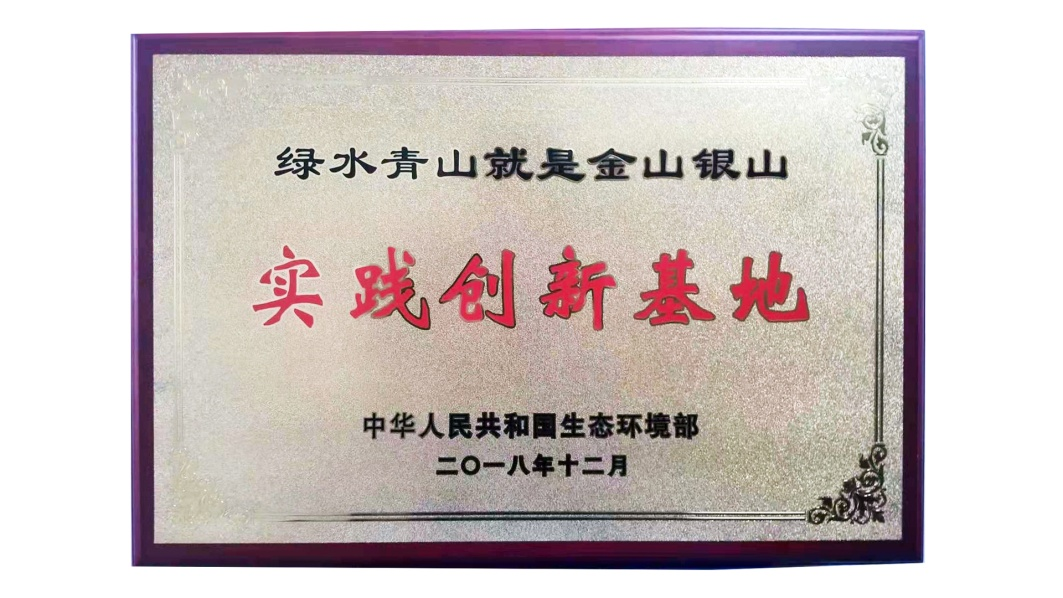 绿水青山就是金山银山
实践创新基地
中华人民共和国生态环境部
二〇一八年十二月